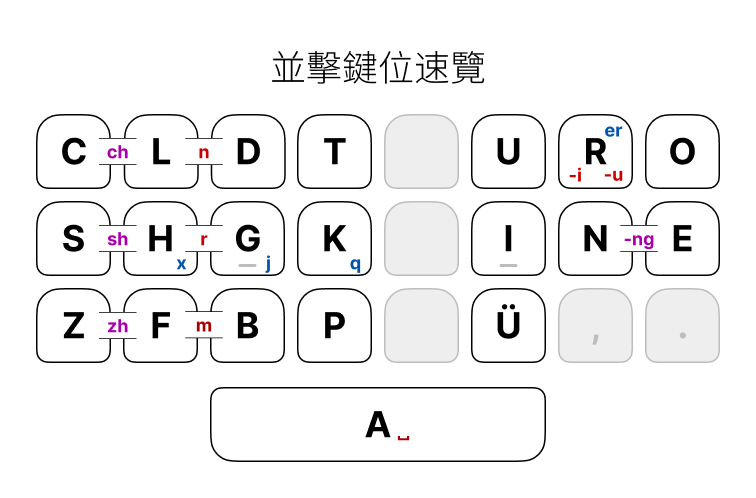 並擊鍵位速覽
C ch L n D T U R er -i -u O
S sh H x r G j K q I N -ng E
Z zh F m B P Ü , .
A ␣